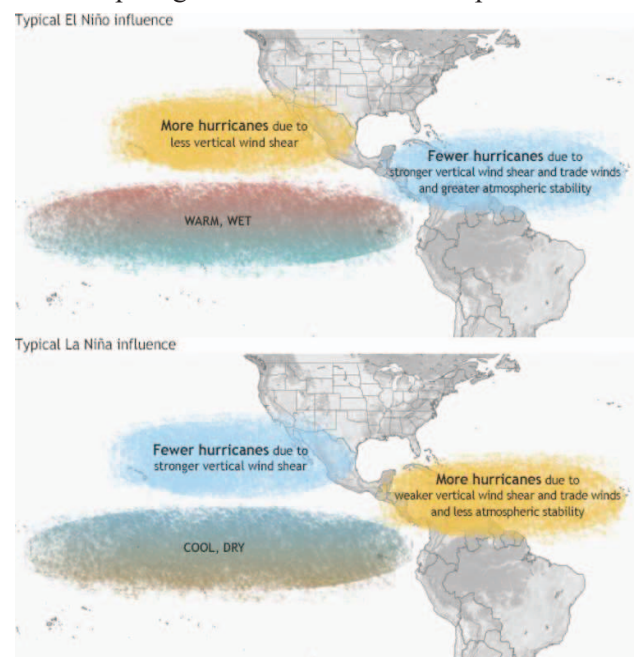 Typical El Niño influence
More hurricanes due to
less vertical wind shear
Fewer hurricanes due to
stronger vertical wind shear and trade winds
and greater atmospheric stability
WARM, WET
Typical La Niña influence
Fewer hurricanes due to
stronger vertical wind shear
More hurricanes due to
weaker vertical wind shear and trade winds
and less atmospheric stability
COOL, DRY